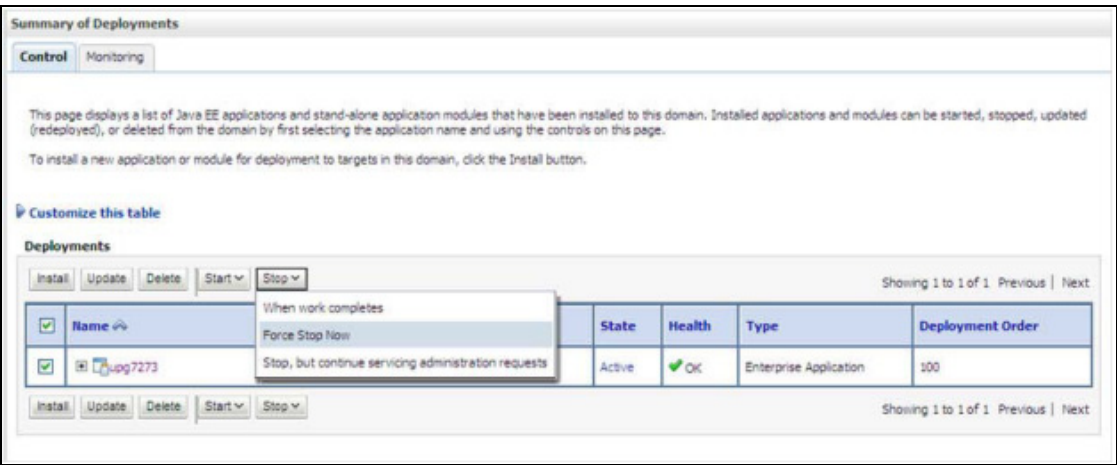 Summary of Deployments
Control Monitoring
This page displays a list of Java EE applications and stand-alone application modules that have been installed to this domain. Installed applications and modules can be started, stopped, updated
(redeployed), or deleted from the domain by first selecting the application name and using the controls on this page.
To install a new application or module for deployment to targets in this domain, click the Install button.
Customize this table
Deployments
Install Update Delete Start Stop Showing 1 to 1 of 1 Previous | Next
When work completes
Force Stop Now
Stop, but continue servicing administration requests
Name State Health Type Deployment Order
upg7273 Active OK Enterprise Application 100
Install Update Delete Start Stop Showing 1 to 1 of 1 Previous | Next